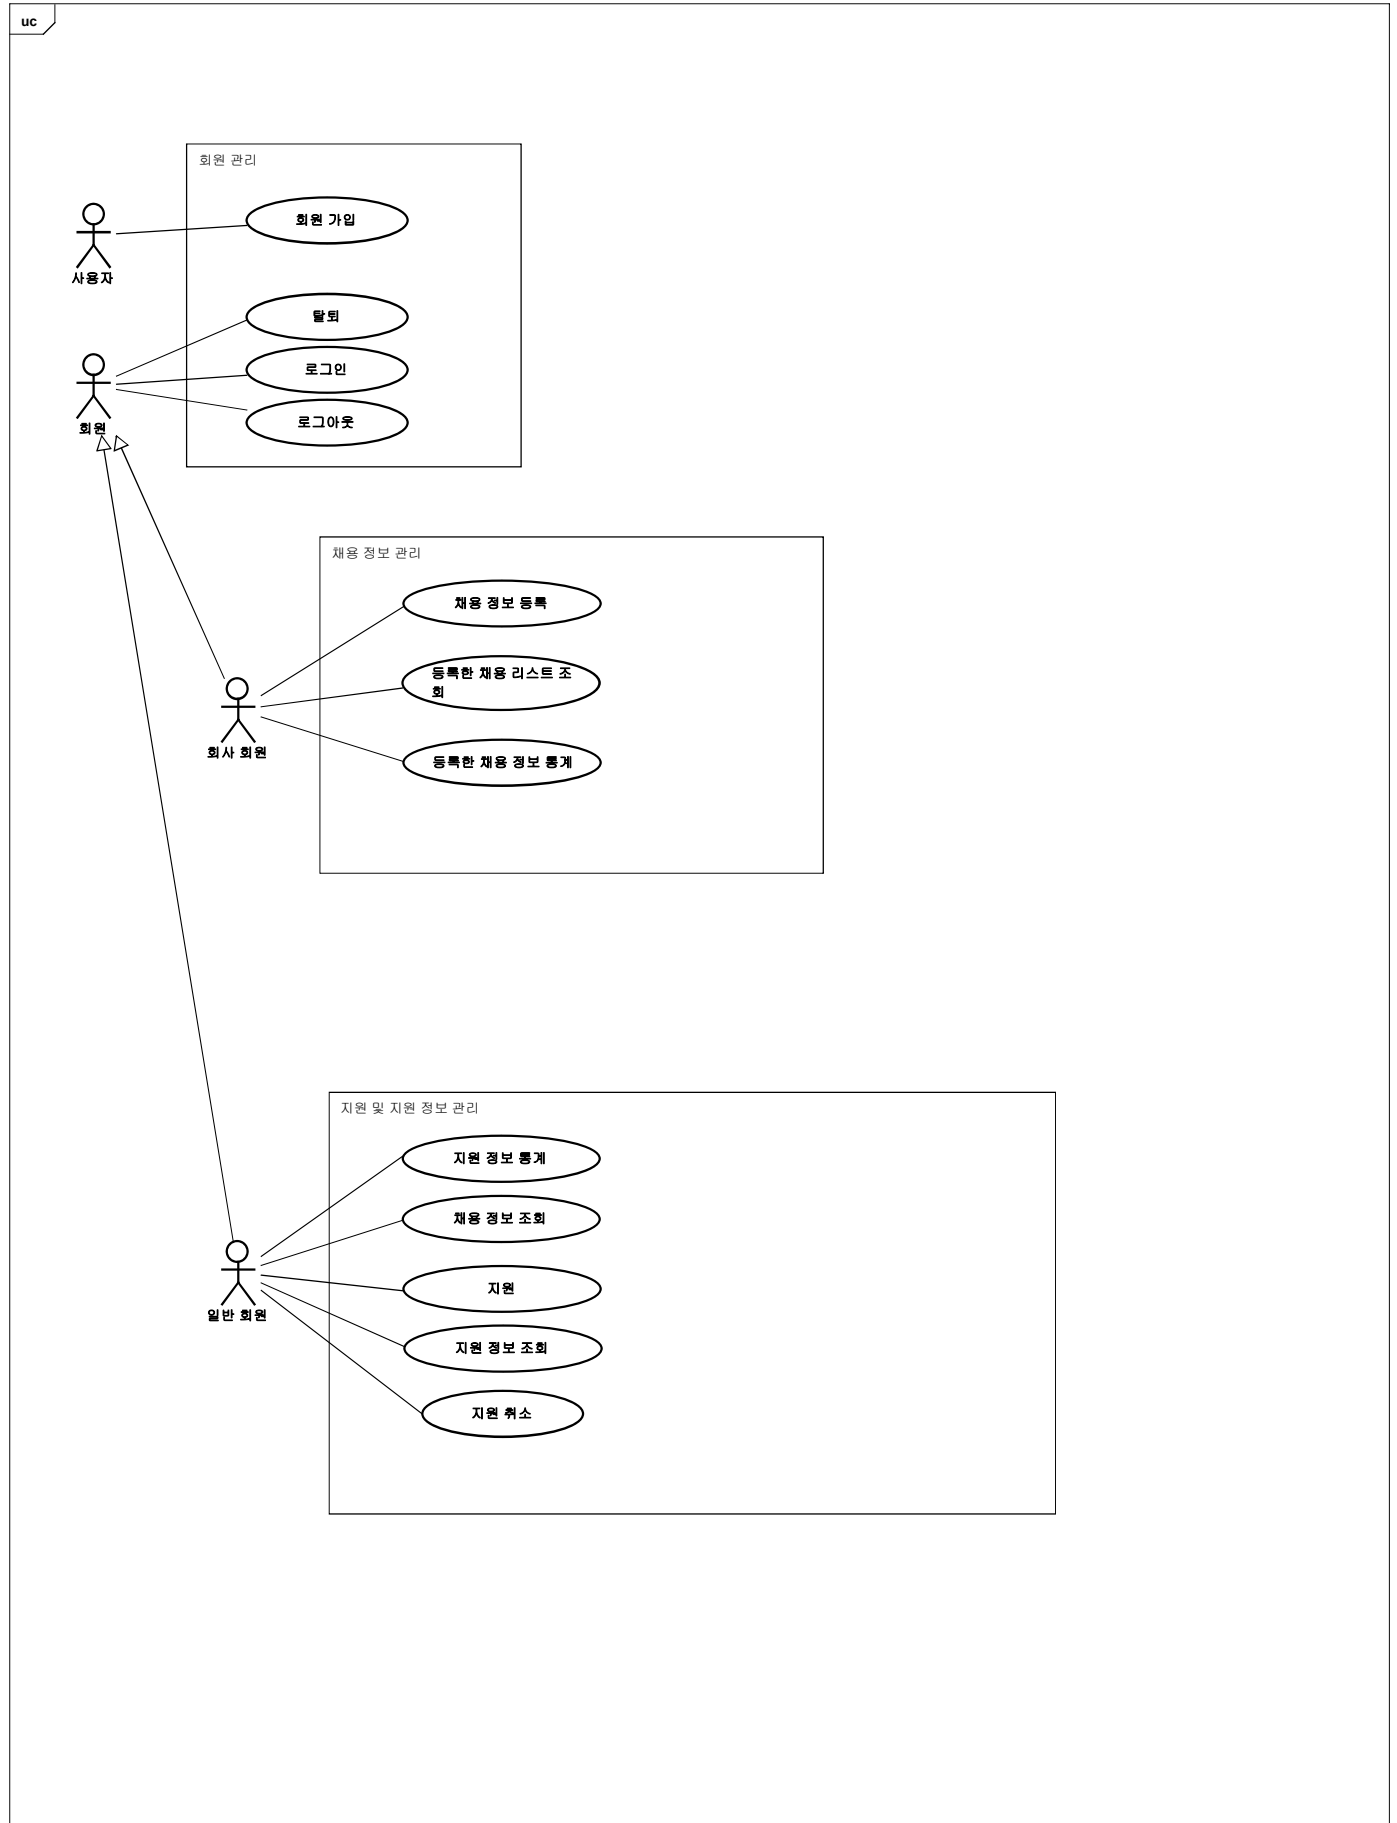 uc
회원 관리
회원 가입
사용자
탈퇴
로그인
로그아웃
회원
채용 정보 관리
채용 정보 등록
등록한 채용 리스트 조
회
등록한 채용 정보 통계
회사 회원
지원 및 지원 정보 관리
지원 정보 통계
채용 정보 조회
지원
지원 정보 조회
지원 취소
일반 회원